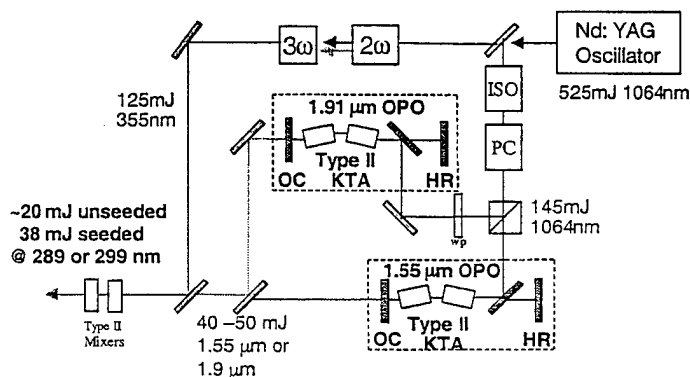 Nd: YAG
Oscillator
525mJ 1064nm
3ω
2ω
ISO
PC
125mJ
355nm
1.91 µm OPO
Type II
KTA
OC
HR
wp
145mJ
1064nm
~20 mJ unseeded
38 mJ seeded
@ 289 or 299 nm
Type II
Mixers
40 –50 mJ
1.55 µm or
1.9 µm
1.55 µm OPO
Type II
KTA
OC
HR